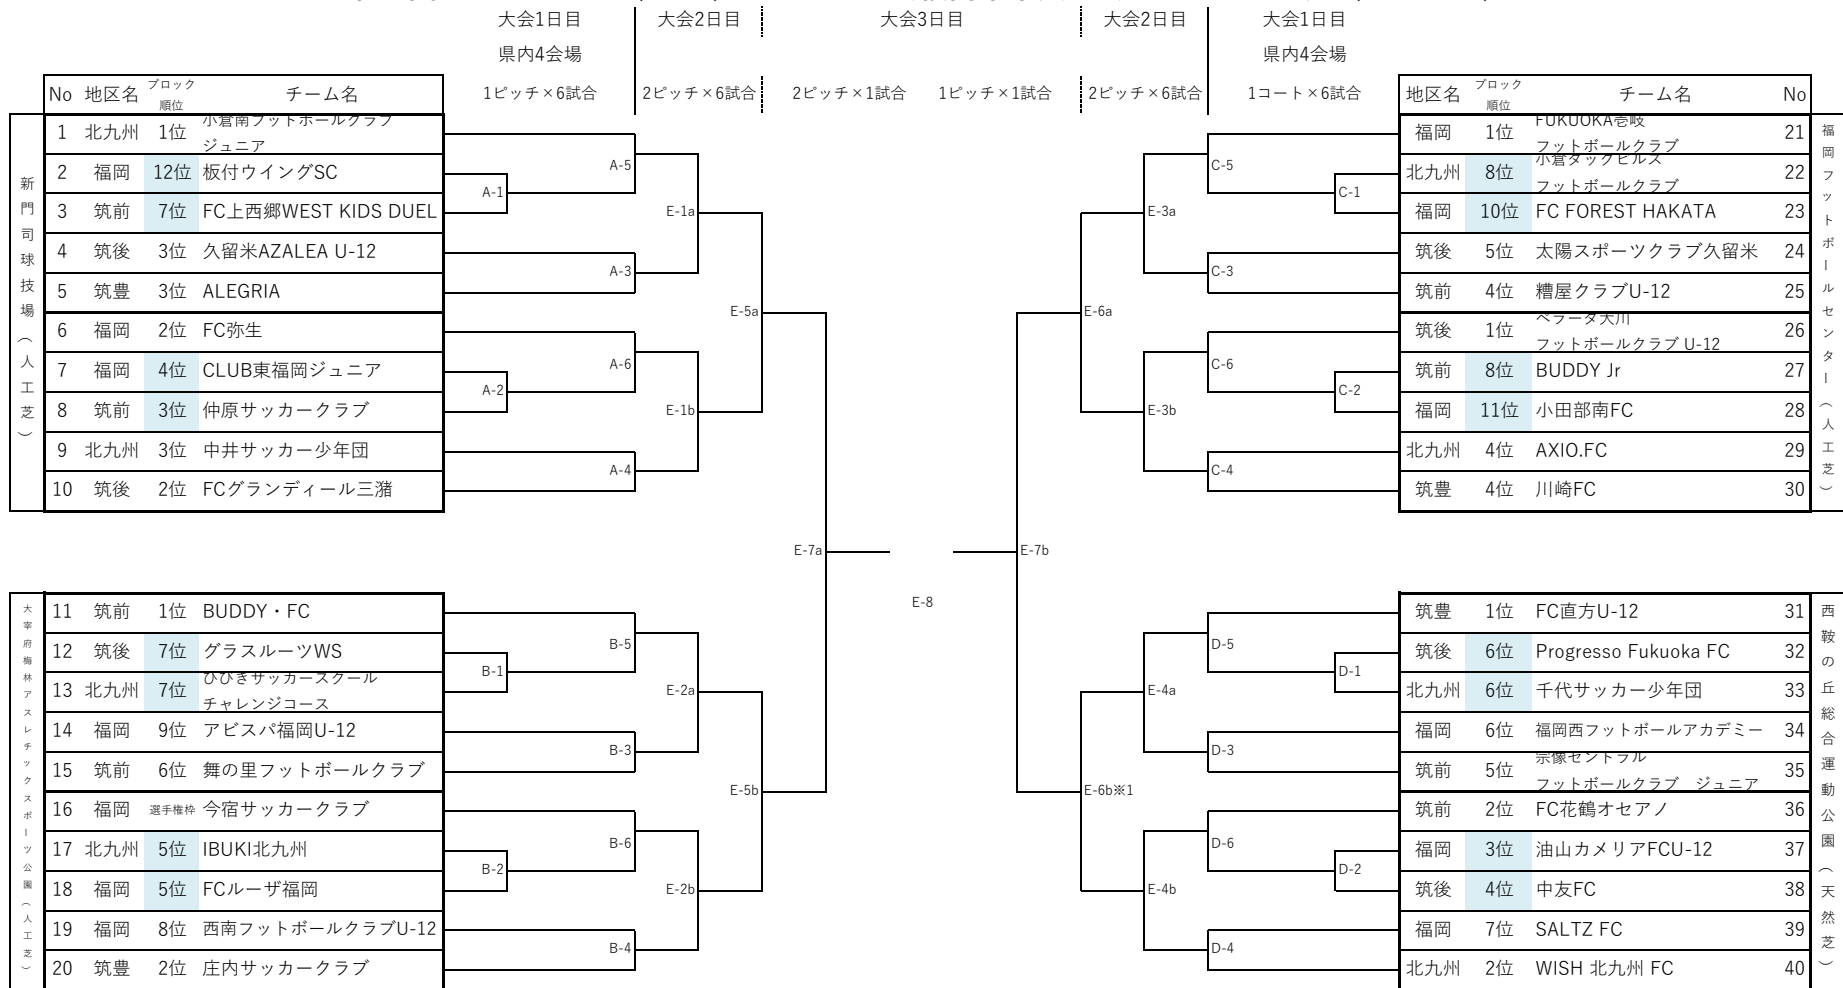 大会1日目 大会2日目 大会3日目 大会2日目 大会1日目
県内4会場 県内4会場
1ピッチ×6試合 2ピッチ×6試合 2ピッチ×1試合 1ピッチ×1試合 2ピッチ×6試合 1コート×6試合
No 地区名 ブロック順位 チーム名
新門司球技場(人工芝)
1 北九州 1位 小倉南フットボールクラブ
ジュニア
2 福岡 12位 板付ウイングSC
3 筑前 7位 FC上西郷WEST KIDS DUEL
4 筑後 3位 久留米AZALEA U-12
5 筑豊 3位 ALEGRIA
6 福岡 2位 FC弥生
7 福岡 4位 CLUB東福岡ジュニア
8 筑前 3位 仲原サッカークラブ
9 北九州 3位 中井サッカー少年団
10 筑後 2位 FCグランディール三潴
大宰府梅林アスレチックスポーツ公園(人工芝)
11 筑前 1位 BUDDY・FC
12 筑後 7位 グラスルーツWS
13 北九州 7位 ひびきサッカースクール
チャレンジコース
14 福岡 9位 アビスパ福岡U-12
15 筑前 6位 舞の里フットボールクラブ
16 福岡 選手権枠 今宿サッカークラブ
17 北九州 5位 IBUKI北九州
18 福岡 5位 FCルーザ福岡
19 福岡 8位 西南フットボールクラブU-12
20 筑豊 2位 庄内サッカークラブ
A-5
A-1
E-1a
A-3
E-5a
A-6
A-2
E-1b
A-4
E-7a
B-5
B-1
E-2a
B-3
E-5b
B-6
B-2
E-2b
B-4
E-8
C-5
C-1
E-3a
C-3
E-6a
C-6
C-2
E-3b
C-4
E-7b
D-5
D-1
E-4a
D-3
E-6b※1
D-6
D-2
E-4b
D-4
地区名 ブロック順位 チーム名 No
福岡 1位 FUKUOKA壱岐
フットボールクラブ 21
北九州 8位 小倉ダックビルズ
フットボールクラブ 22
福岡 10位 FC FOREST HAKATA 23
筑後 5位 太陽スポーツクラブ久留米 24
筑前 4位 糟屋クラブU-12 25
筑後 1位 ペラーダ大川
フットボールクラブ U-12 26
筑前 8位 BUDDY Jr 27
福岡 11位 小田部南FC 28
北九州 4位 AXIO.FC 29
筑豊 4位 川崎FC 30
福岡フットボールセンター(人工芝)
筑豊 1位 FC直方U-12 31
筑後 6位 Progresso Fukuoka FC 32
北九州 6位 千代サッカー少年団 33
福岡 6位 福岡西フットボールアカデミー 34
筑前 5位 宗像セントラル
フットボールクラブ ジュニア 35
筑前 2位 FC花鶴オセアノ 36
福岡 3位 油山カメリアFCU-12 37
筑後 4位 中友FC 38
福岡 7位 SALTZ FC 39
北九州 2位 WISH 北九州 FC 40
西鞍の丘総合運動公園(天然芝)